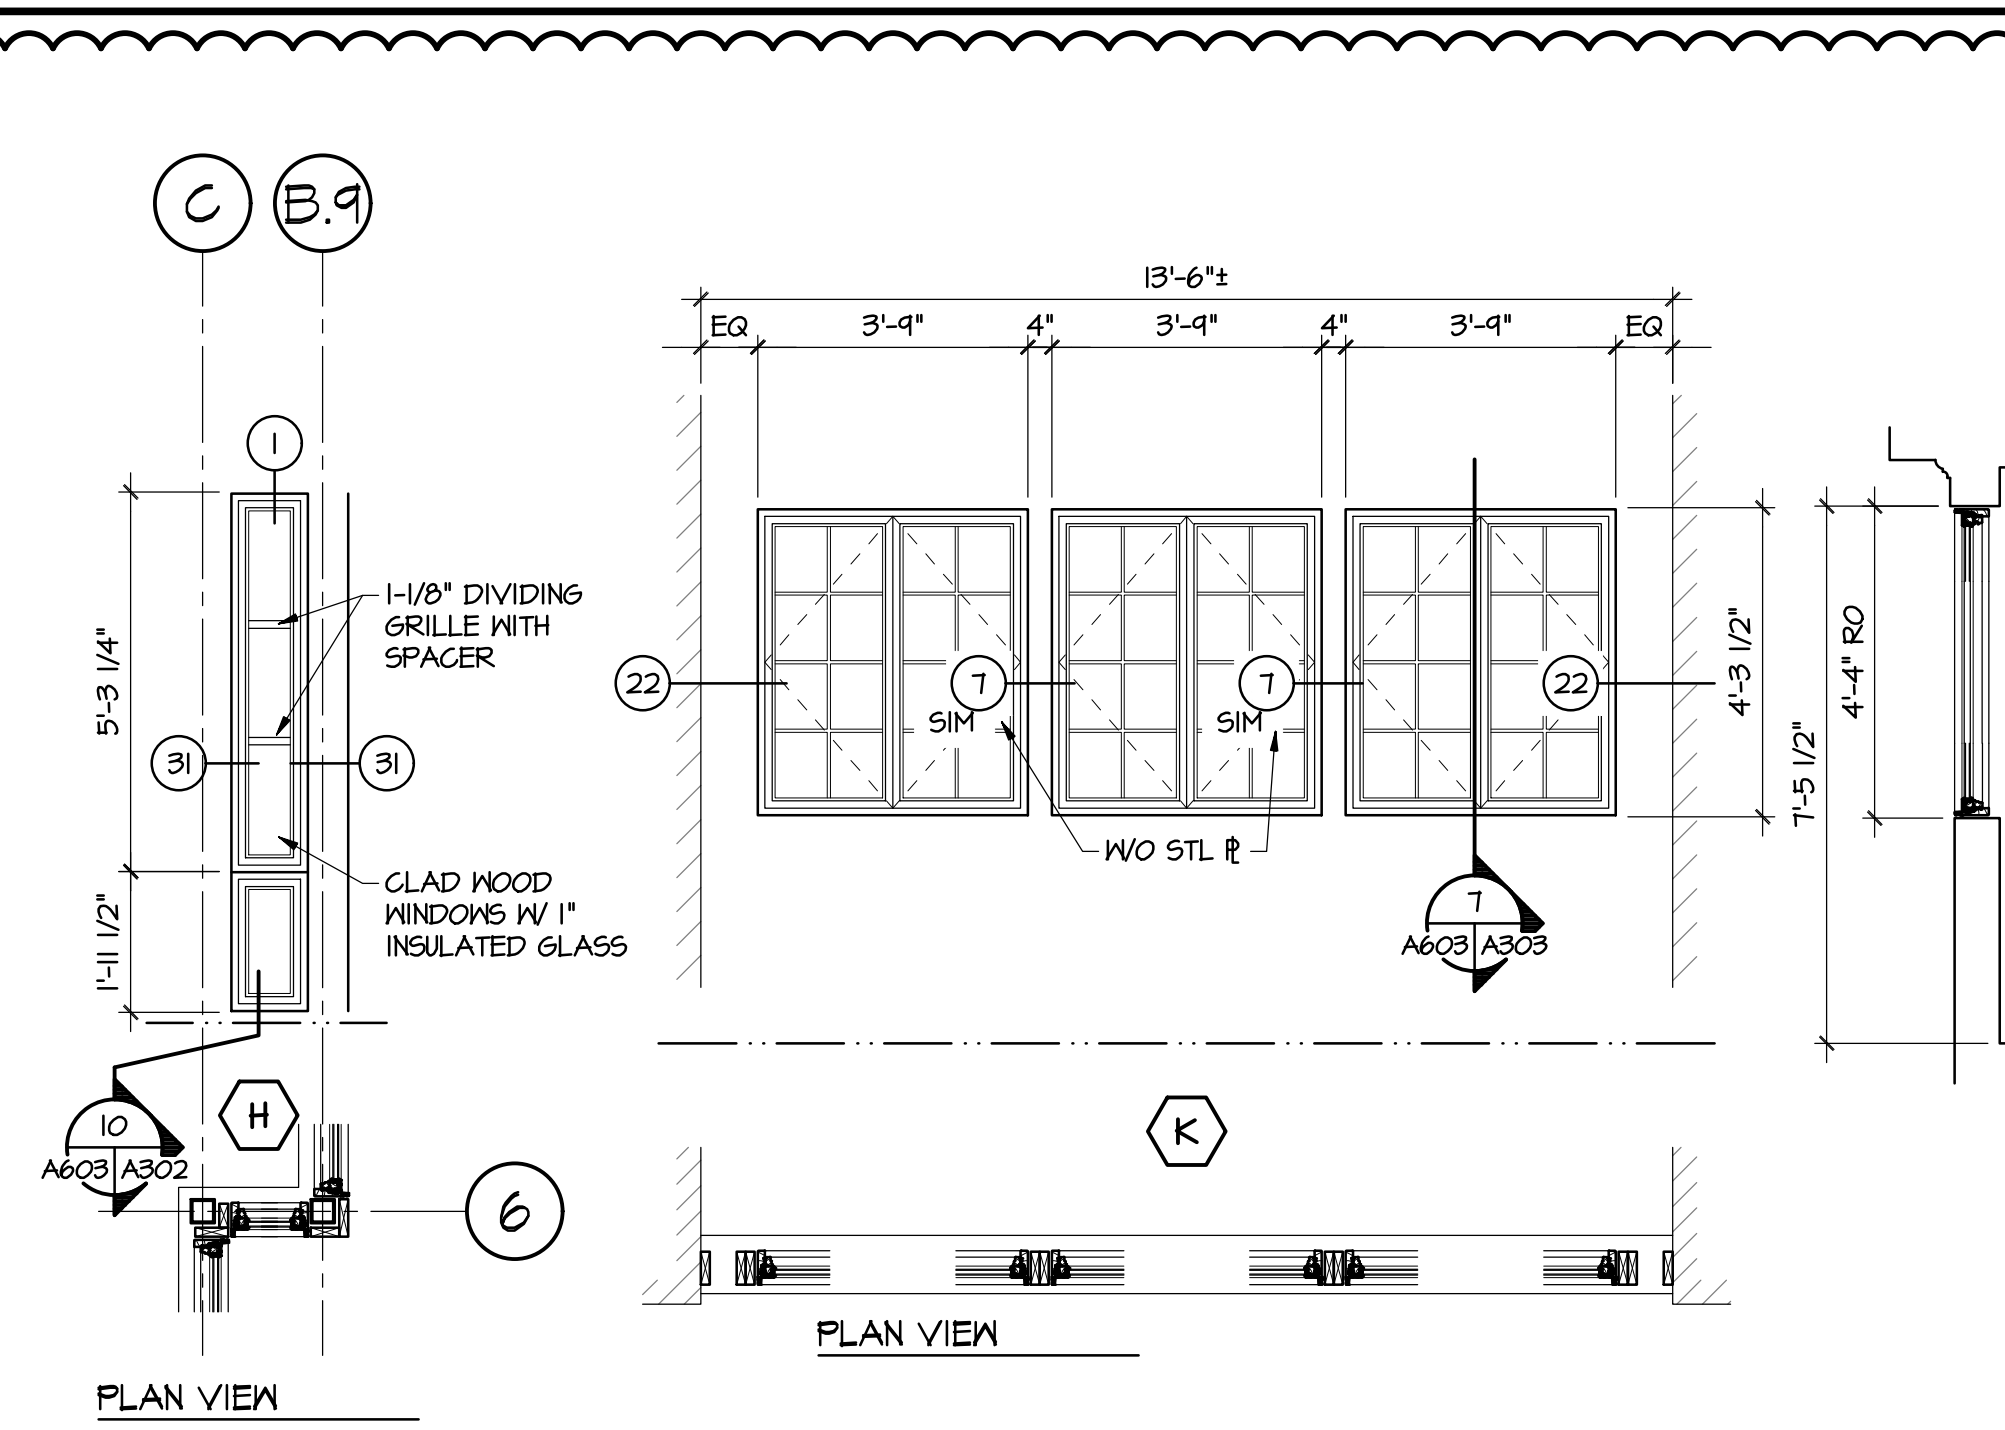 C
B.9
13'-6"±
EQ 3'-9" 4" 3'-9" 4" 3'-9" EQ
1
5'-3 1/4"
1'-11 1/2"
1-1/8" DIVIDING
GRILLE WITH
SPACER
31
31
CLAD WOOD
WINDOWS W/ 1"
INSULATED GLASS
22
7
SIM
7
SIM
22
W/O STL ⅊
4'-3 1/2"
7'-5 1/2"
4'-4" RO
7
A603 A303
10
A603 A302
H
K
6
PLAN VIEW
PLAN VIEW